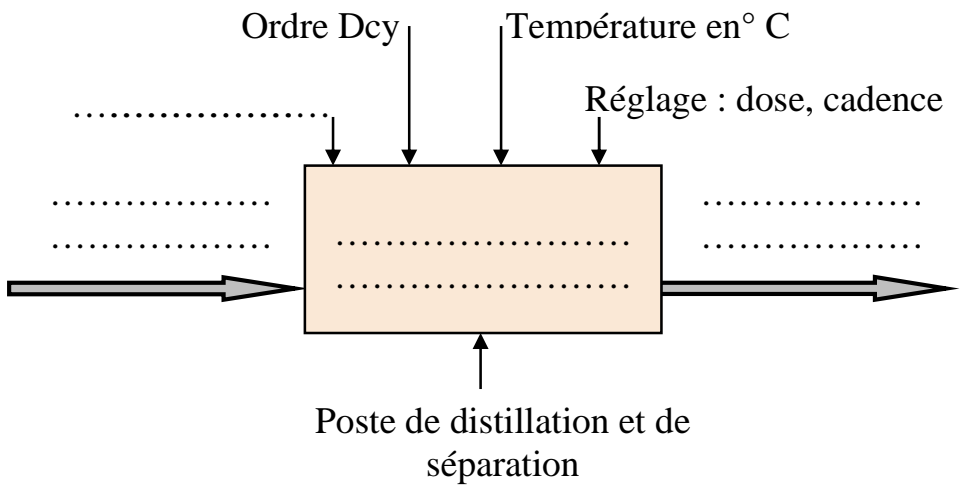 Ordre Dcy
Température en° C
Réglage : dose, cadence
....................
....................
....................
....................
....................
....................
....................
Poste de distillation et de
séparation